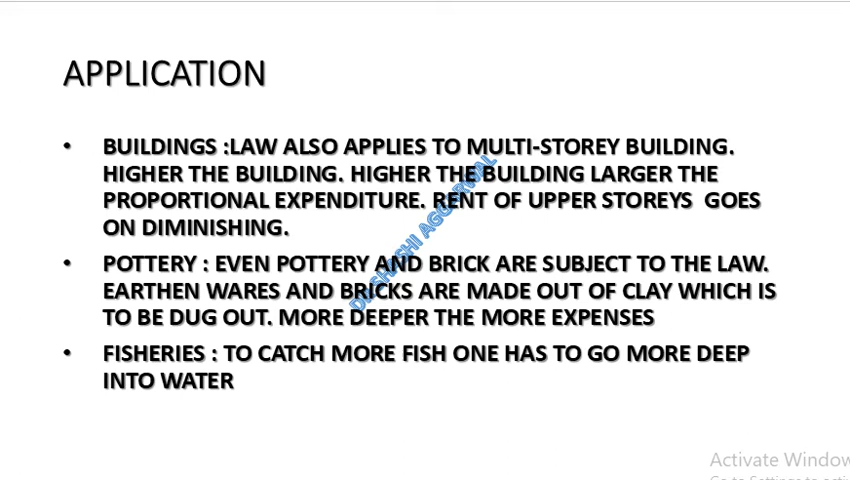 APPLICATION
• BUILDINGS :LAW ALSO APPLIES TO MULTI-STOREY BUILDING.
HIGHER THE BUILDING. HIGHER THE BUILDING LARGER THE
PROPORTIONAL EXPENDITURE. RENT OF UPPER STOREYS GOES
ON DIMINISHING.
• POTTERY : EVEN POTTERY AND BRICK ARE SUBJECT TO THE LAW.
EARTHEN WARES AND BRICKS ARE MADE OUT OF CLAY WHICH IS
TO BE DUG OUT. MORE DEEPER THE MORE EXPENSES
• FISHERIES : TO CATCH MORE FISH ONE HAS TO GO MORE DEEP
INTO WATER
SHASHI AGGARWAL
Activate Window